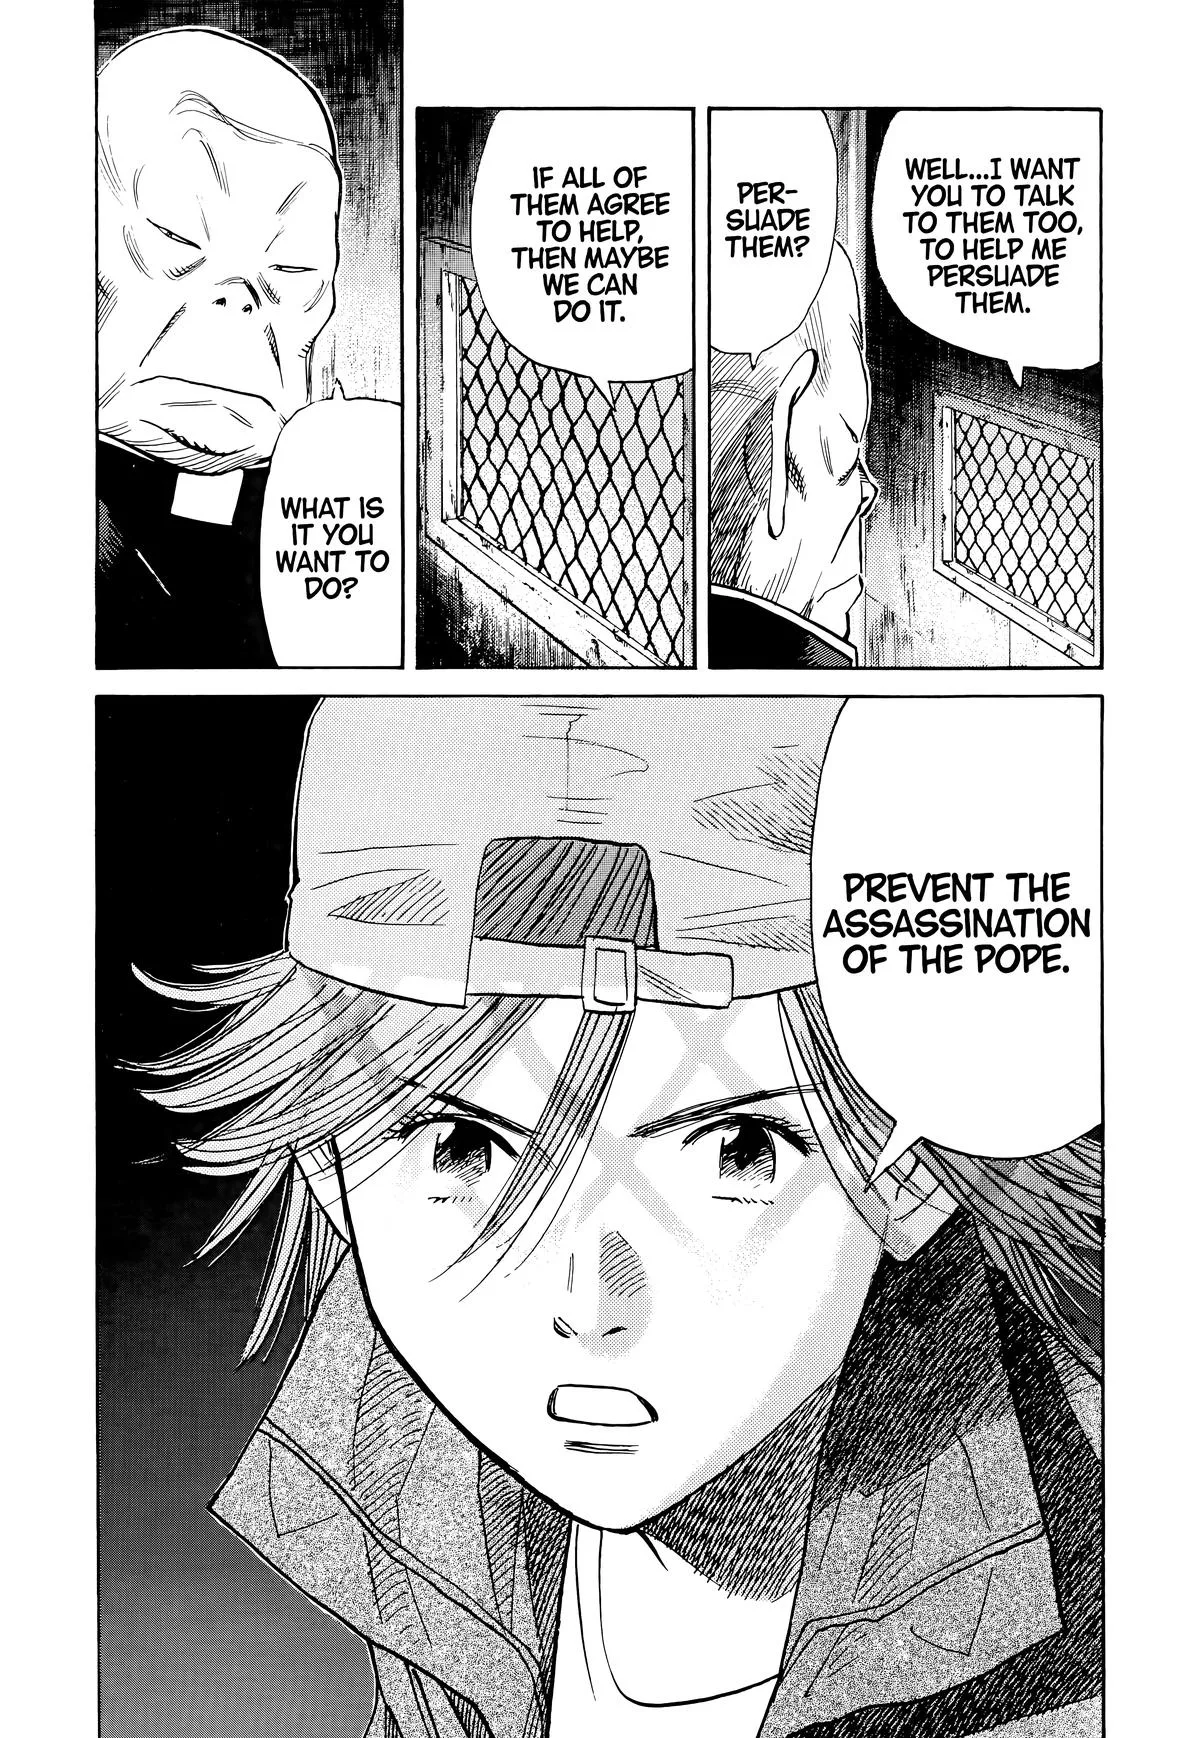 WELL...I WANT
YOU TO TALK
TO THEM TOO,
TO HELP ME
PERSUADE
THEM.
PER-
SUADE
THEM?
IF ALL OF
THEM AGREE
TO HELP,
THEN MAYBE
WE CAN
DO IT.
WHAT IS
IT YOU
WANT TO
DO?
PREVENT THE
ASSASSINATION
OF THE POPE.